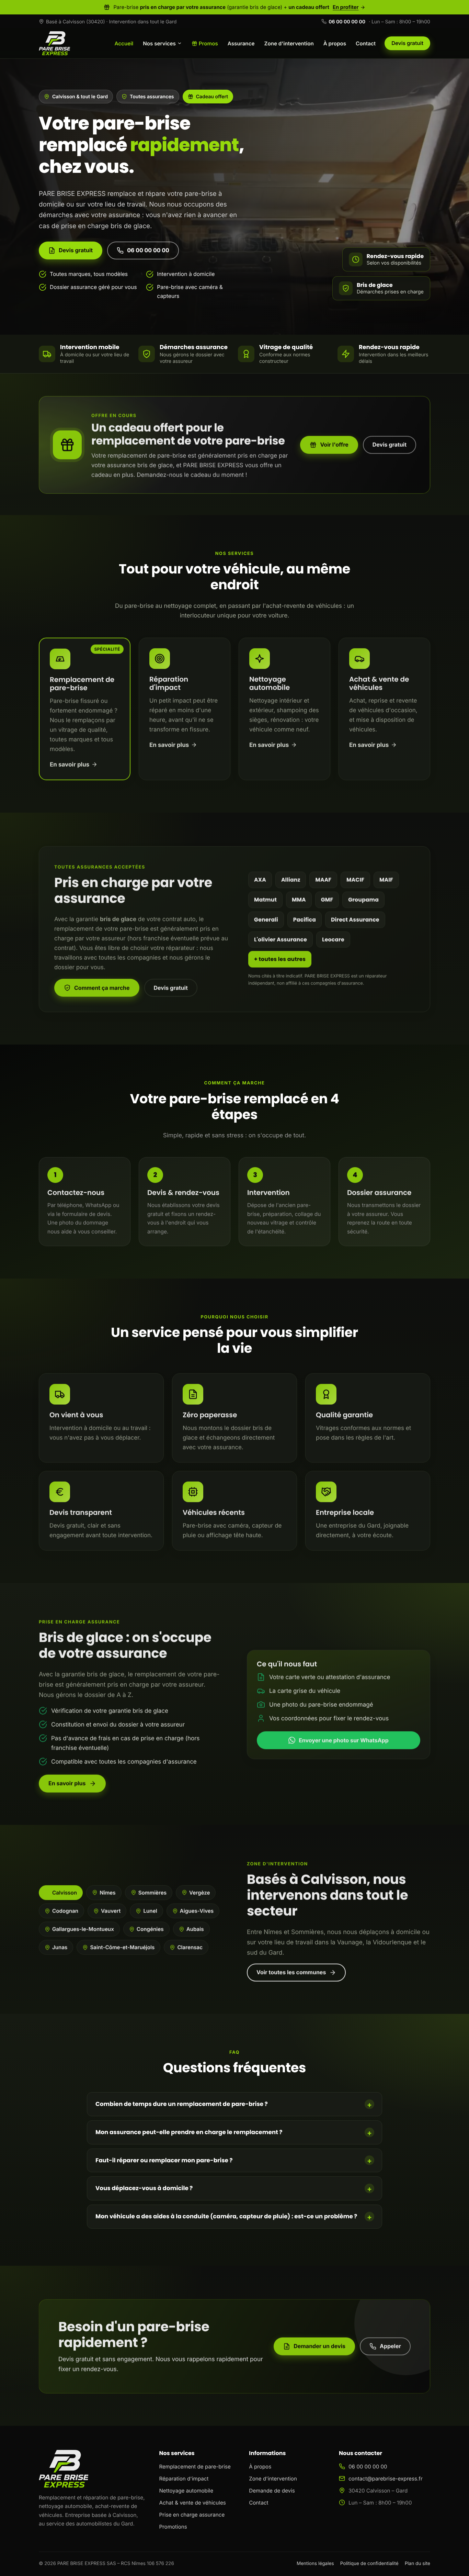 Pare-brise pris en charge par votre assurance (garantie bris de glace) + un cadeau offert En profiter →
Basé à Calvisson (30420) · Intervention dans tout le Gard
06 00 00 00 00 · Lun – Sam : 8h00 – 19h00
PARE BRISE EXPRESS
Accueil Nos services Promos Assurance Zone d'intervention À propos Contact Devis gratuit
Calvisson & tout le Gard Toutes assurances Cadeau offert
Votre pare-brise
remplacé rapidement,
chez vous.
PARE BRISE EXPRESS remplace et répare votre pare-brise à
domicile ou sur votre lieu de travail. Nous nous occupons des
démarches avec votre assurance : vous n'avez rien à avancer en
cas de prise en charge bris de glace.
Devis gratuit 06 00 00 00 00
Toutes marques, tous modèles
Intervention à domicile
Dossier assurance géré pour vous
Pare-brise avec caméra &
capteurs
Rendez-vous rapide
Selon vos disponibilités
Bris de glace
Démarches prises en charge
Intervention mobile
À domicile ou sur votre lieu de
travail
Démarches assurance
Nous gérons le dossier avec
votre assureur
Vitrage de qualité
Conforme aux normes
constructeur
Rendez-vous rapide
Intervention dans les meilleurs
délais
OFFRE EN COURS
Un cadeau offert pour le
remplacement de votre pare-brise
Votre remplacement de pare-brise est généralement pris en charge par
votre assurance bris de glace, et PARE BRISE EXPRESS vous offre un
cadeau en plus. Demandez-nous le cadeau du moment !
Voir l'offre Devis gratuit
NOS SERVICES
Tout pour votre véhicule, au même
endroit
Du pare-brise au nettoyage complet, en passant par l'achat-revente de véhicules : un
interlocuteur unique pour votre voiture.
SPÉCIALITÉ
Remplacement de
pare-brise
Pare-brise fissuré ou
fortement endommagé ?
Nous le remplaçons par
un vitrage de qualité,
toutes marques et tous
modèles.
En savoir plus →
Réparation
d'impact
Un petit impact peut être
réparé en moins d'une
heure, avant qu'il ne se
transforme en fissure.
En savoir plus →
Nettoyage
automobile
Nettoyage intérieur et
extérieur, shampoing des
sièges, rénovation : votre
véhicule comme neuf.
En savoir plus →
Achat & vente de
véhicules
Achat, reprise et revente
de véhicules d'occasion,
et mise à disposition de
véhicules.
En savoir plus →
TOUTES ASSURANCES ACCEPTÉES
Pris en charge par votre
assurance
Avec la garantie bris de glace de votre contrat auto, le
remplacement de votre pare-brise est généralement pris en
charge par votre assureur (hors franchise éventuelle prévue au
contrat). Vous êtes libre de choisir votre réparateur : nous
travaillons avec toutes les compagnies et nous gérons le
dossier pour vous.
Comment ça marche Devis gratuit
AXA Allianz MAAF MACIF MAIF
Matmut MMA GMF Groupama
Generali Pacifica Direct Assurance
L'olivier Assurance Leocare
+ toutes les autres
Noms cités à titre indicatif. PARE BRISE EXPRESS est un réparateur
indépendant, non affilié à ces compagnies d'assurance.
COMMENT ÇA MARCHE
Votre pare-brise remplacé en 4
étapes
Simple, rapide et sans stress : on s'occupe de tout.
1
Contactez-nous
Par téléphone, WhatsApp ou
via le formulaire de devis.
Une photo du dommage
nous aide à vous conseiller.
2
Devis & rendez-vous
Nous établissons votre devis
gratuit et fixons un rendez-
vous à l'endroit qui vous
arrange.
3
Intervention
Dépose de l'ancien pare-
brise, préparation, collage du
nouveau vitrage et contrôle
de l'étanchéité.
4
Dossier assurance
Nous transmettons le dossier
à votre assureur. Vous
reprenez la route en toute
sécurité.
POURQUOI NOUS CHOISIR
Un service pensé pour vous simplifier
la vie
On vient à vous
Intervention à domicile ou au travail :
vous n'avez pas à vous déplacer.
Zéro paperasse
Nous montons le dossier bris de
glace et échangeons directement
avec votre assurance.
Qualité garantie
Vitrages conformes aux normes et
pose dans les règles de l'art.
Devis transparent
Devis gratuit, clair et sans
engagement avant toute intervention.
Véhicules récents
Pare-brise avec caméra, capteur de
pluie ou affichage tête haute.
Entreprise locale
Une entreprise du Gard, joignable
directement, à votre écoute.
PRISE EN CHARGE ASSURANCE
Bris de glace : on s'occupe
de votre assurance
Avec la garantie bris de glace, le remplacement de votre pare-
brise est généralement pris en charge par votre assurance.
Nous gérons le dossier de A à Z.
Vérification de votre garantie bris de glace
Constitution et envoi du dossier à votre assureur
Pas d'avance de frais en cas de prise en charge (hors
franchise éventuelle)
Compatible avec toutes les compagnies d'assurance
En savoir plus →
Ce qu'il nous faut
Votre carte verte ou attestation d'assurance
La carte grise du véhicule
Une photo du pare-brise endommagé
Vos coordonnées pour fixer le rendez-vous
Envoyer une photo sur WhatsApp
Calvisson Nîmes Sommières Vergèze
Codognan Vauvert Lunel Aigues-Vives
Gallargues-le-Montueux Congénies Aubais
Junas Saint-Côme-et-Maruéjols Clarensac
ZONE D'INTERVENTION
Basés à Calvisson, nous
intervenons dans tout le
secteur
Entre Nîmes et Sommières, nous nous déplaçons à domicile ou
sur votre lieu de travail dans la Vaunage, la Vidourlenque et le
sud du Gard.
Voir toutes les communes →
FAQ
Questions fréquentes
Combien de temps dure un remplacement de pare-brise ?
Mon assurance peut-elle prendre en charge le remplacement ?
Faut-il réparer ou remplacer mon pare-brise ?
Vous déplacez-vous à domicile ?
Mon véhicule a des aides à la conduite (caméra, capteur de pluie) : est-ce un problème ?
Besoin d'un pare-brise
rapidement ?
Devis gratuit et sans engagement. Nous vous rappelons rapidement pour
fixer un rendez-vous.
Demander un devis Appeler
PARE BRISE EXPRESS
Remplacement et réparation de pare-brise,
nettoyage automobile, achat-revente de
véhicules. Entreprise basée à Calvisson,
au service des automobilistes du Gard.
Nos services
Remplacement de pare-brise
Réparation d'impact
Nettoyage automobile
Achat & vente de véhicules
Prise en charge assurance
Promotions
Informations
À propos
Zone d'intervention
Demande de devis
Contact
Nous contacter
06 00 00 00 00
contact@parebrise-express.fr
30420 Calvisson – Gard
Lun – Sam : 8h00 – 19h00
© 2026 PARE BRISE EXPRESS SAS – RCS Nîmes 106 576 226
Mentions légales Politique de confidentialité Plan du site